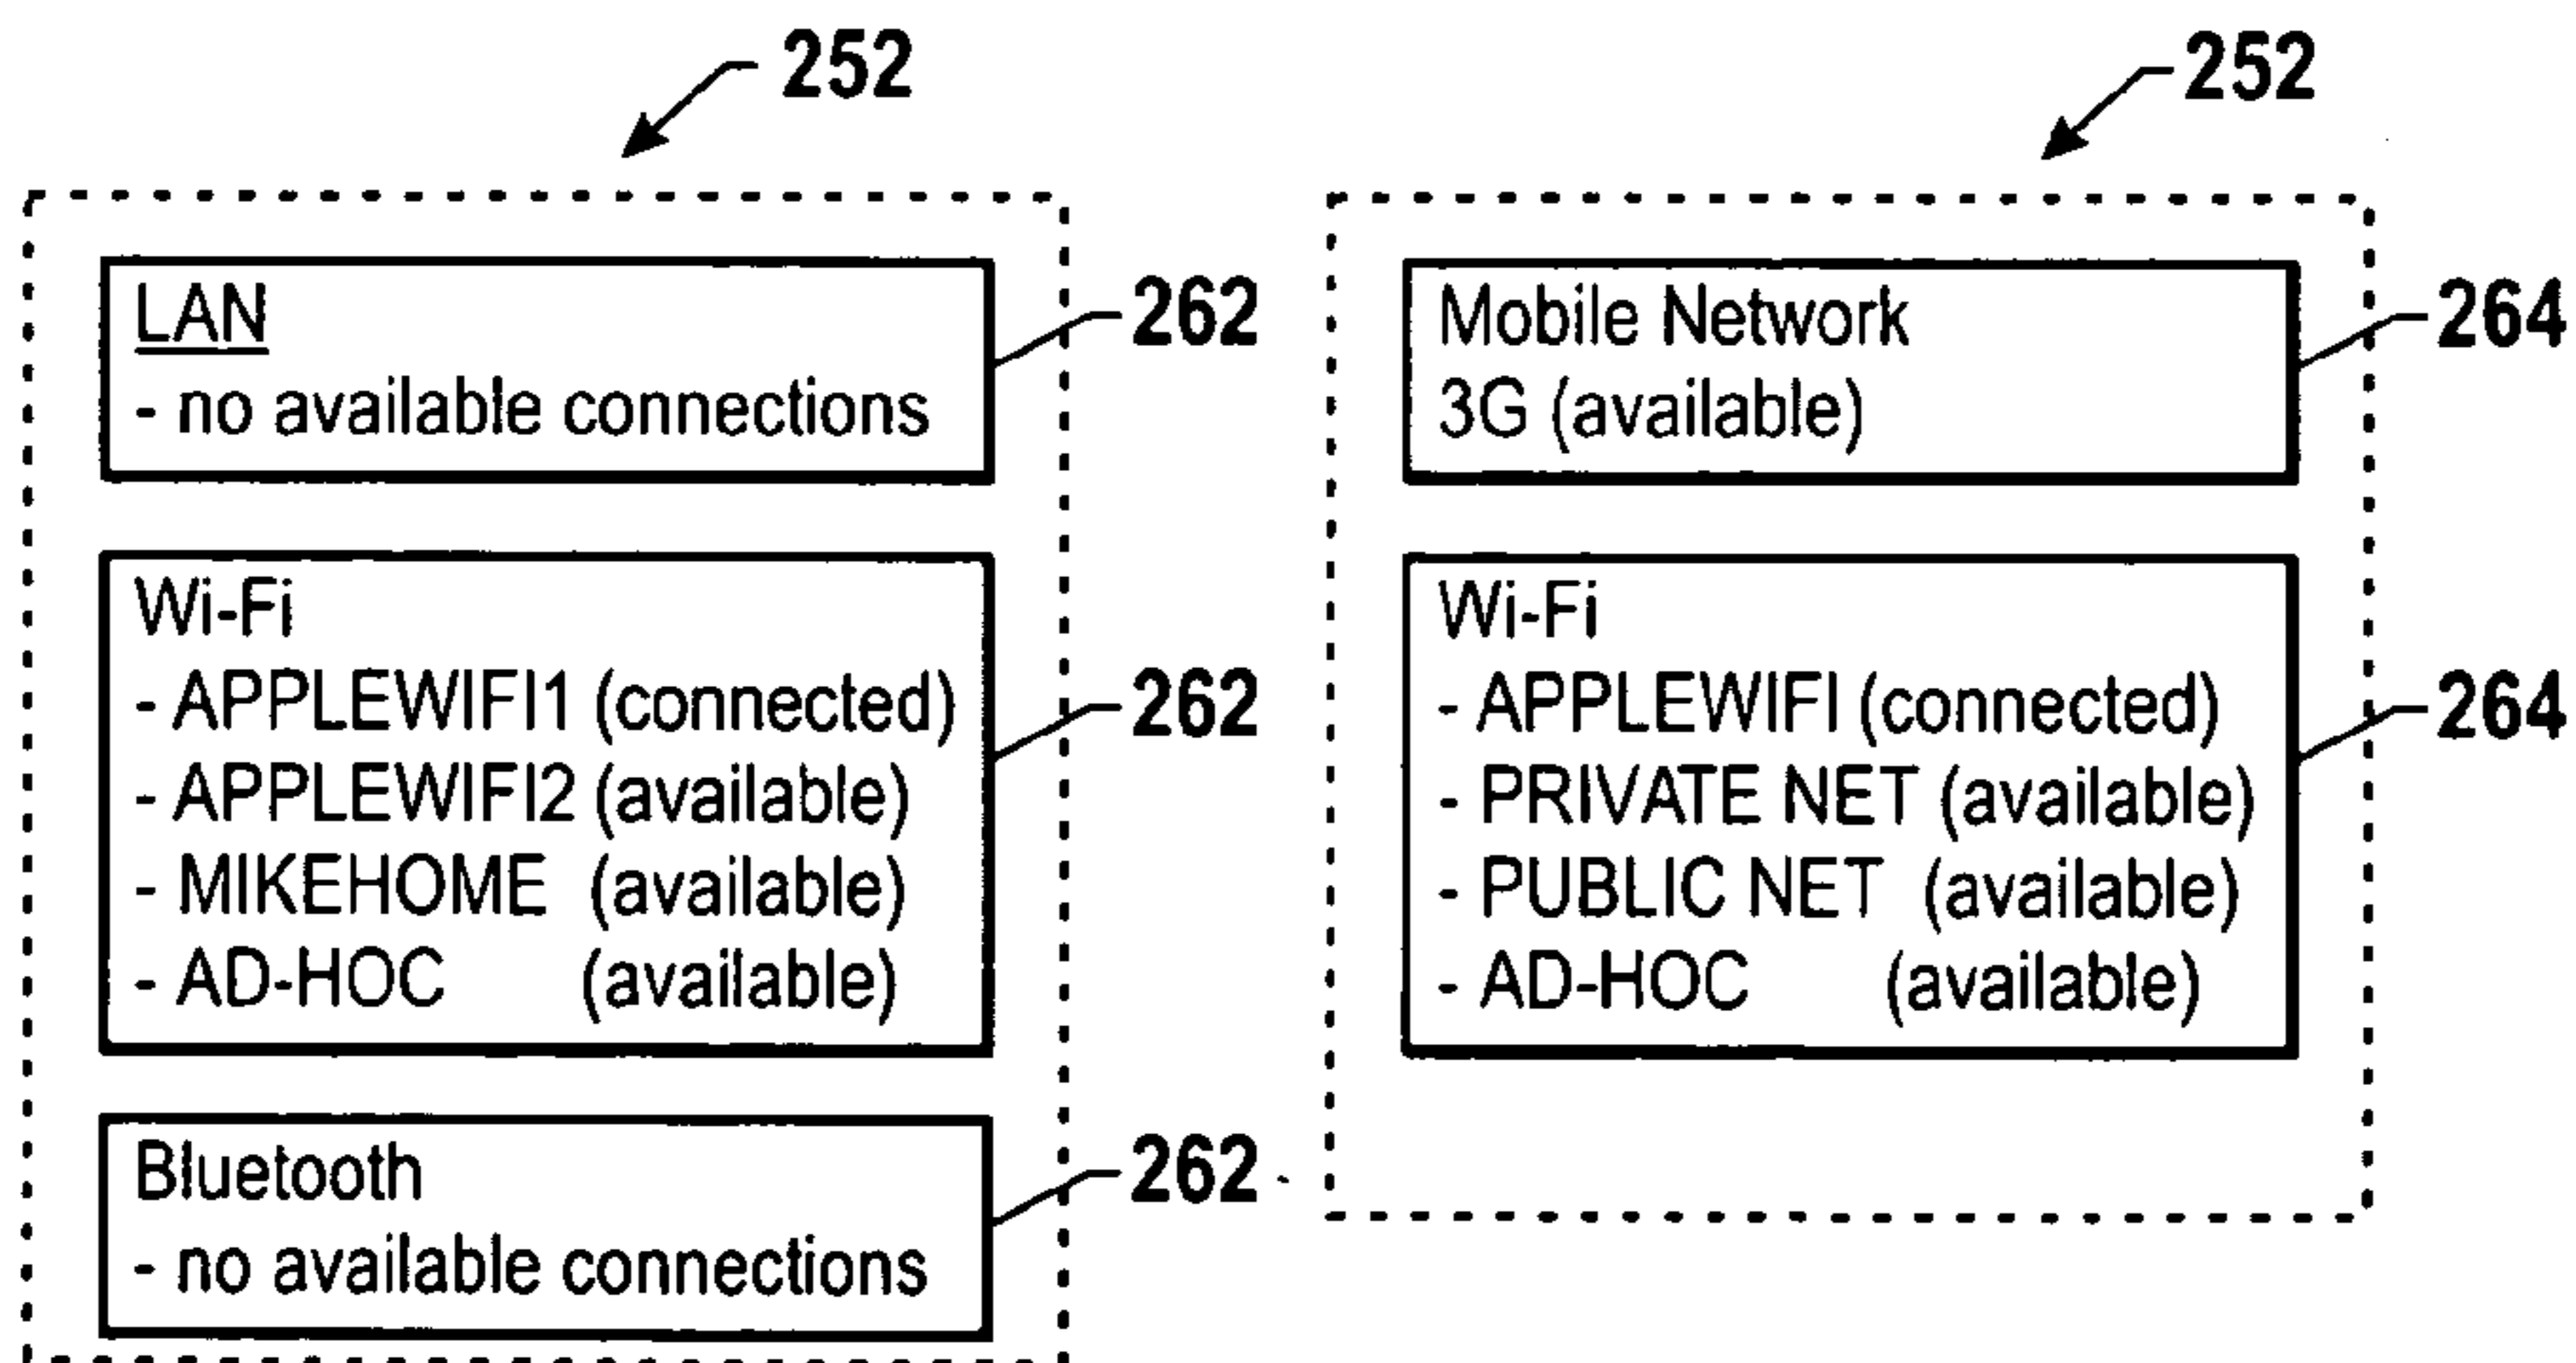 252
LAN
- no available connections
262
Wi-Fi
- APPLEWIFI1 (connected)
- APPLEWIFI2 (available)
- MIKEHOME (available)
- AD-HOC (available)
262
Bluetooth
- no available connections
262
252
Mobile Network
3G (available)
264
Wi-Fi
- APPLEWIFI (connected)
- PRIVATE NET (available)
- PUBLIC NET (available)
- AD-HOC (available)
264